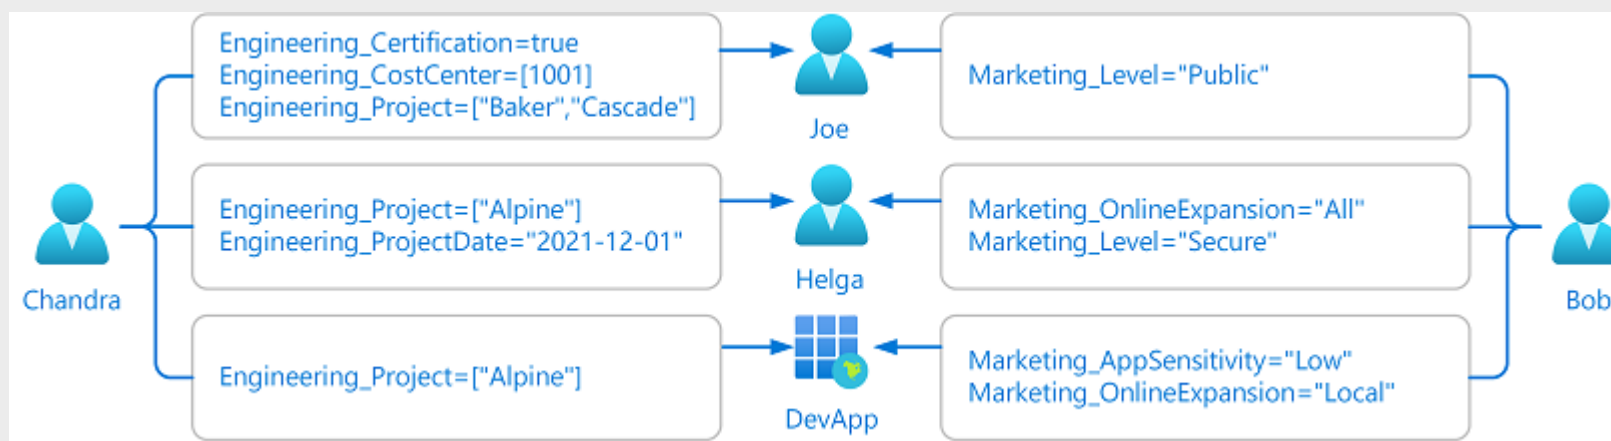 Engineering_Certification=true
Engineering_CostCenter=[1001]
Engineering_Project=["Baker","Cascade"]
Joe
Marketing_Level="Public"
Chandra
Engineering_Project=["Alpine"]
Engineering_ProjectDate="2021-12-01"
Helga
Marketing_OnlineExpansion="All"
Marketing_Level="Secure"
Bob
Engineering_Project=["Alpine"]
DevApp
Marketing_AppSensitivity="Low"
Marketing_OnlineExpansion="Local"